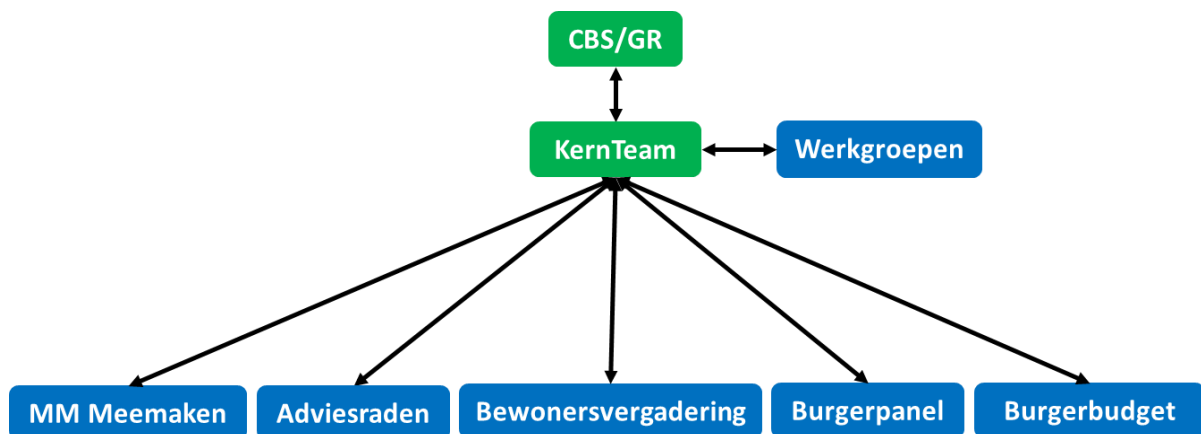 CBS/GR
KernTeam
Werkgroepen
MM Meemaken
Adviesraden
Bewonersvergadering
Burgerpanel
Burgerbudget